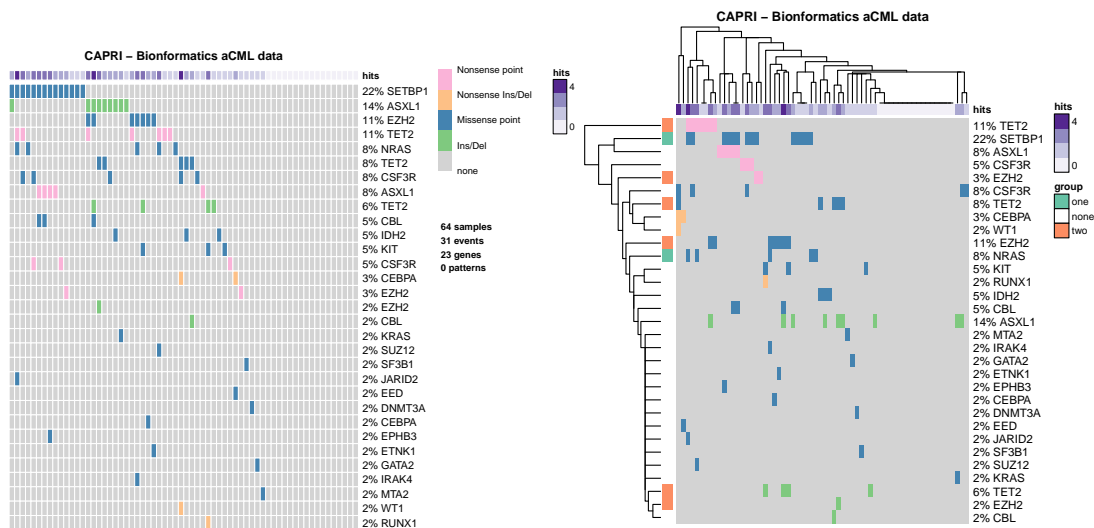 CAPRI – Bionformatics aCML data
hits
22% SETBP1
14% ASXL1
11% EZH2
11% TET2
8% NRAS
8% TET2
8% CSF3R
8% ASXL1
6% TET2
5% CBL
5% IDH2
5% KIT
5% CSF3R
3% CEBPA
3% EZH2
2% EZH2
2% CBL
2% KRAS
2% SUZ12
2% SF3B1
2% JARID2
2% EED
2% DNMT3A
2% CEBPA
2% EPHB3
2% ETNK1
2% GATA2
2% IRAK4
2% MTA2
2% WT1
2% RUNX1
Nonsense point
Nonsense Ins/Del
Missense point
Ins/Del
none
hits
4
0
64 samples
31 events
23 genes
0 patterns
CAPRI – Bionformatics aCML data
hits
11% TET2
22% SETBP1
8% ASXL1
5% CSF3R
3% EZH2
8% CSF3R
8% TET2
3% CEBPA
2% WT1
11% EZH2
8% NRAS
5% KIT
2% RUNX1
5% IDH2
5% CBL
14% ASXL1
2% MTA2
2% IRAK4
2% GATA2
2% ETNK1
2% EPHB3
2% CEBPA
2% DNMT3A
2% EED
2% JARID2
2% SF3B1
2% SUZ12
2% KRAS
6% TET2
2% EZH2
2% CBL
hits
4
0
group
one
none
two